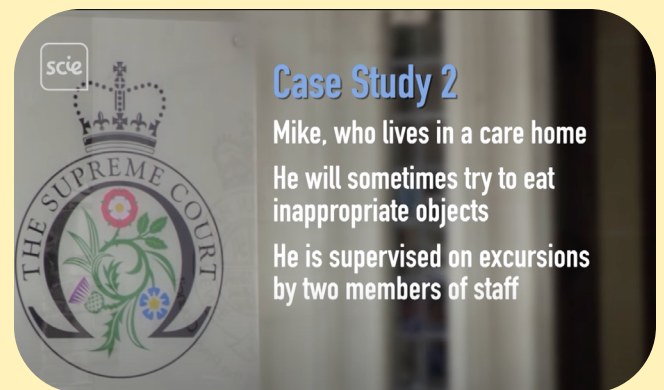 scie
THE SUPREME COURT
Case Study 2
Mike, who lives in a care home
He will sometimes try to eat
inappropriate objects
He is supervised on excursions
by two members of staff